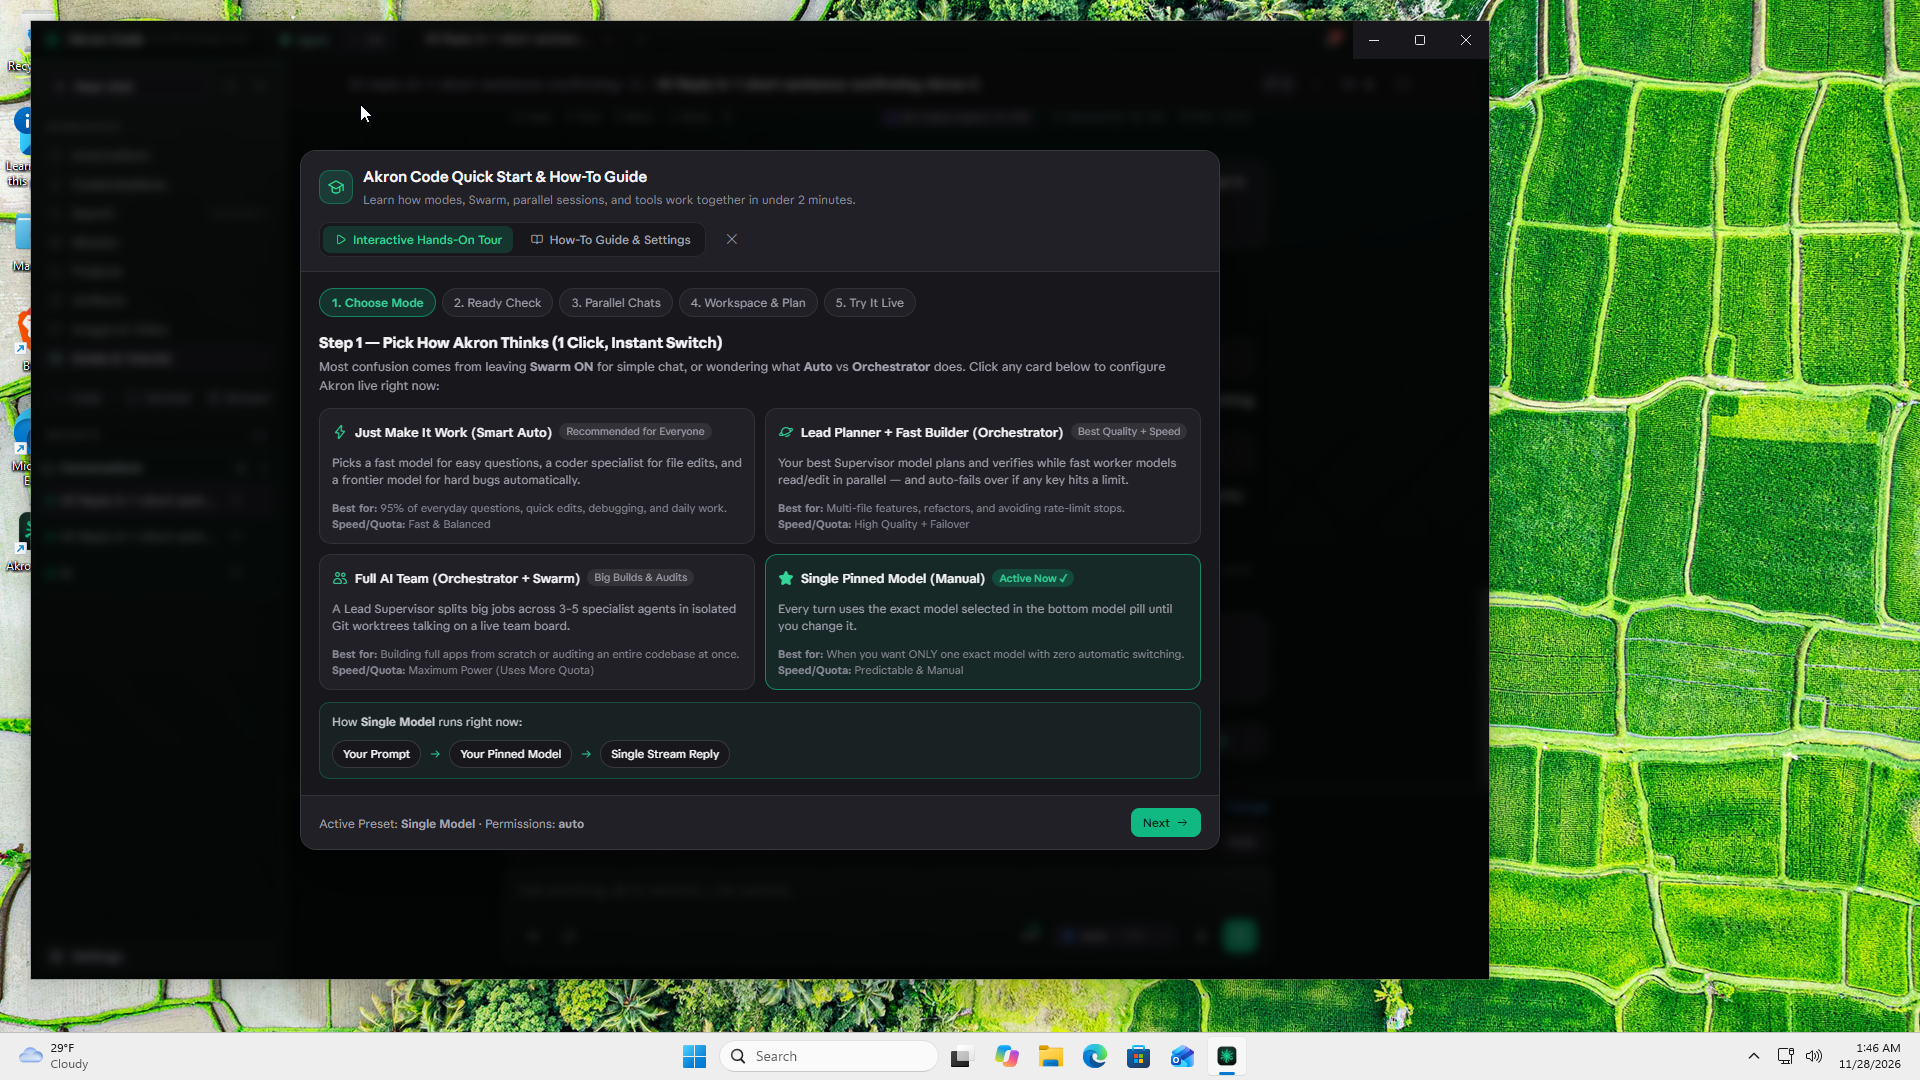 Akron Code Quick Start & How-To Guide
Learn how modes, Swarm, parallel sessions, and tools work together in under 2 minutes.
Interactive Hands-On Tour
How-To Guide & Settings
1. Choose Mode
2. Ready Check
3. Parallel Chats
4. Workspace & Plan
5. Try It Live
Step 1 — Pick How Akron Thinks (1 Click, Instant Switch)
Most confusion comes from leaving Swarm ON for simple chat, or wondering what Auto vs Orchestrator does. Click any card below to configure
Akron live right now:
Just Make It Work (Smart Auto) Recommended for Everyone
Picks a fast model for easy questions, a coder specialist for file edits, and
a frontier model for hard bugs automatically.
Best for: 95% of everyday questions, quick edits, debugging, and daily work.
Speed/Quota: Fast & Balanced
Lead Planner + Fast Builder (Orchestrator) Best Quality + Speed
Your best Supervisor model plans and verifies while fast worker models
read/edit in parallel — and auto-fails over if any key hits a limit.
Best for: Multi-file features, refactors, and avoiding rate-limit stops.
Speed/Quota: High Quality + Failover
Full AI Team (Orchestrator + Swarm) Big Builds & Audits
A Lead Supervisor splits big jobs across 3-5 specialist agents in isolated
Git worktrees talking on a live team board.
Best for: Building full apps from scratch or auditing an entire codebase at once.
Speed/Quota: Maximum Power (Uses More Quota)
Single Pinned Model (Manual) Active Now ✓
Every turn uses the exact model selected in the bottom model pill until
you change it.
Best for: When you want ONLY one exact model with zero automatic switching.
Speed/Quota: Predictable & Manual
How Single Model runs right now:
Your Prompt → Your Pinned Model → Single Stream Reply
Active Preset: Single Model · Permissions: auto
Next →
29°F
Cloudy
Search
1:46 AM
11/28/2026